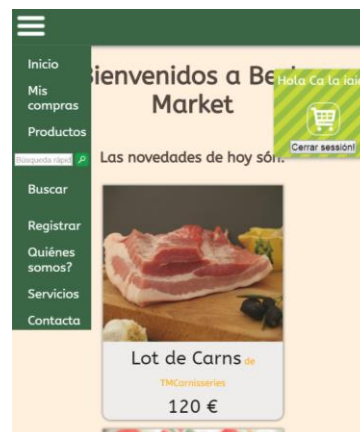 Inicio
Mis
compras
Productos
Búsqueda rápid
Buscar
Registrar
Quiénes
somos?
Servicios
Contacta
ienvenidos a Be
Market
Hola Ca la
Cerrar sessión!
Las novedades de hoy són:
Lot de Carns de
TMCarnisseries
120 €